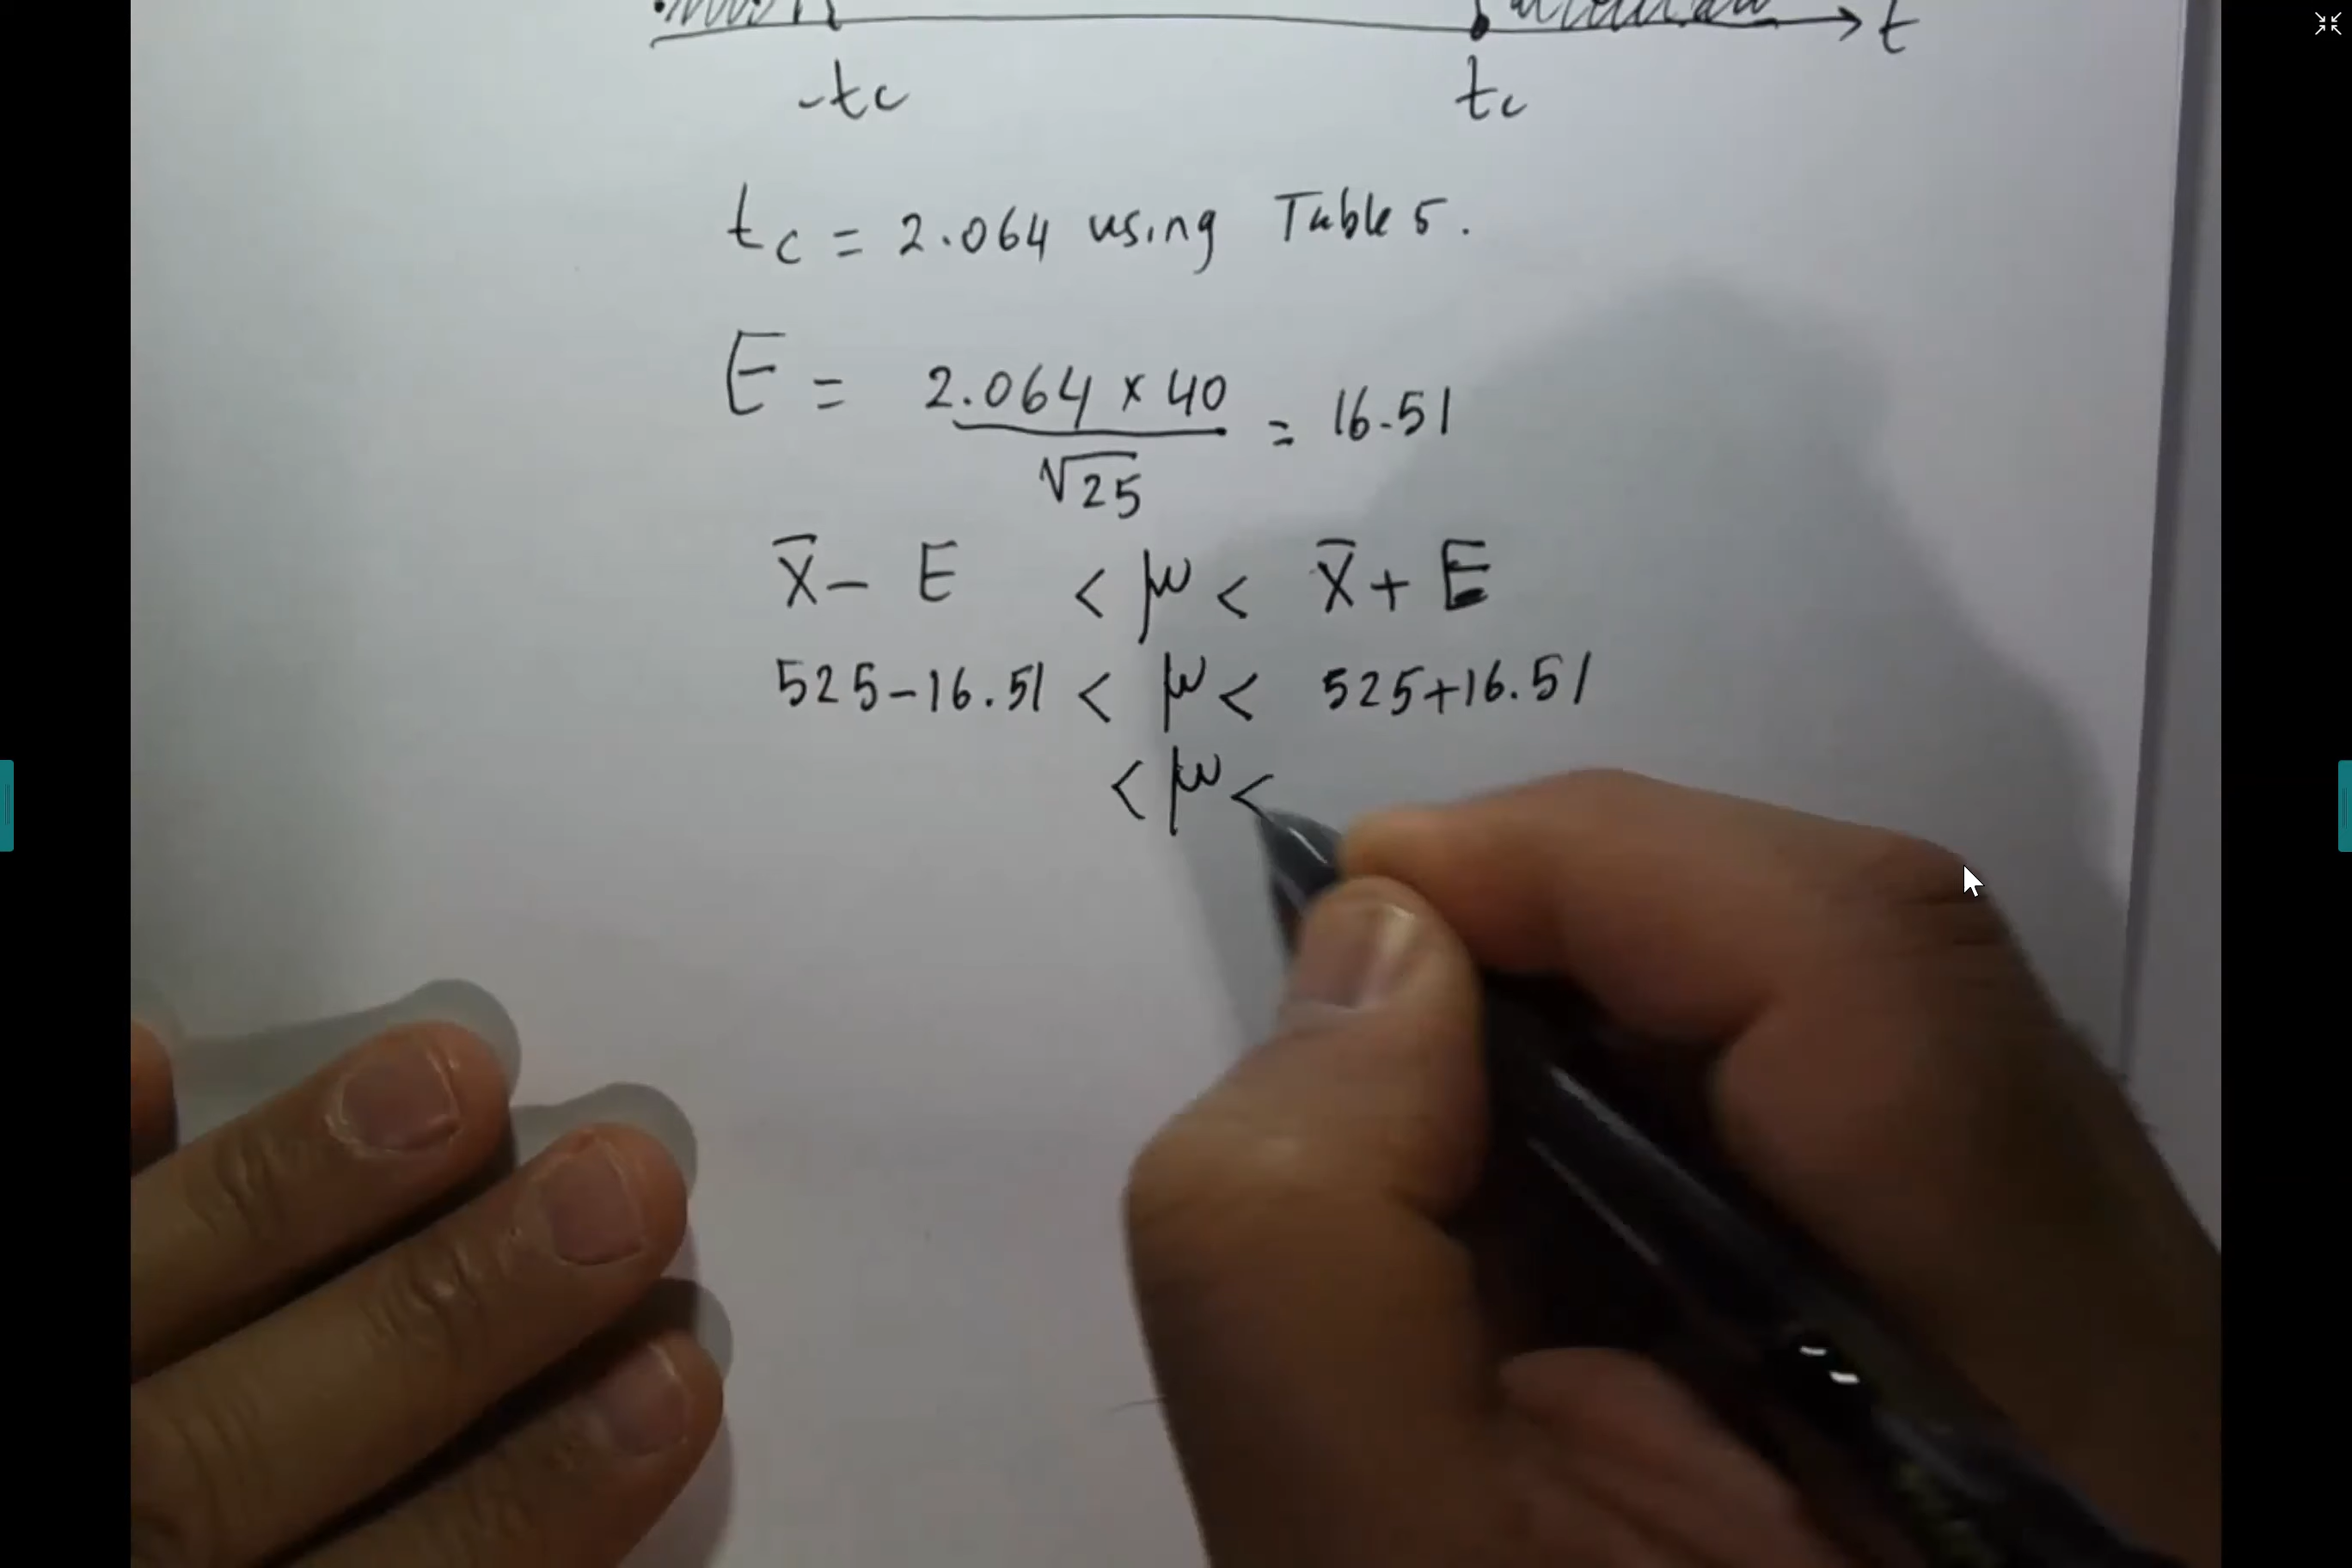 t
-tc tc
tc = 2.064 using Table 5.
E = 2.064 × 40 / √25 = 16.51
x̄ - E < μ < x̄ + E
525-16.51 < μ < 525+16.51
< μ <